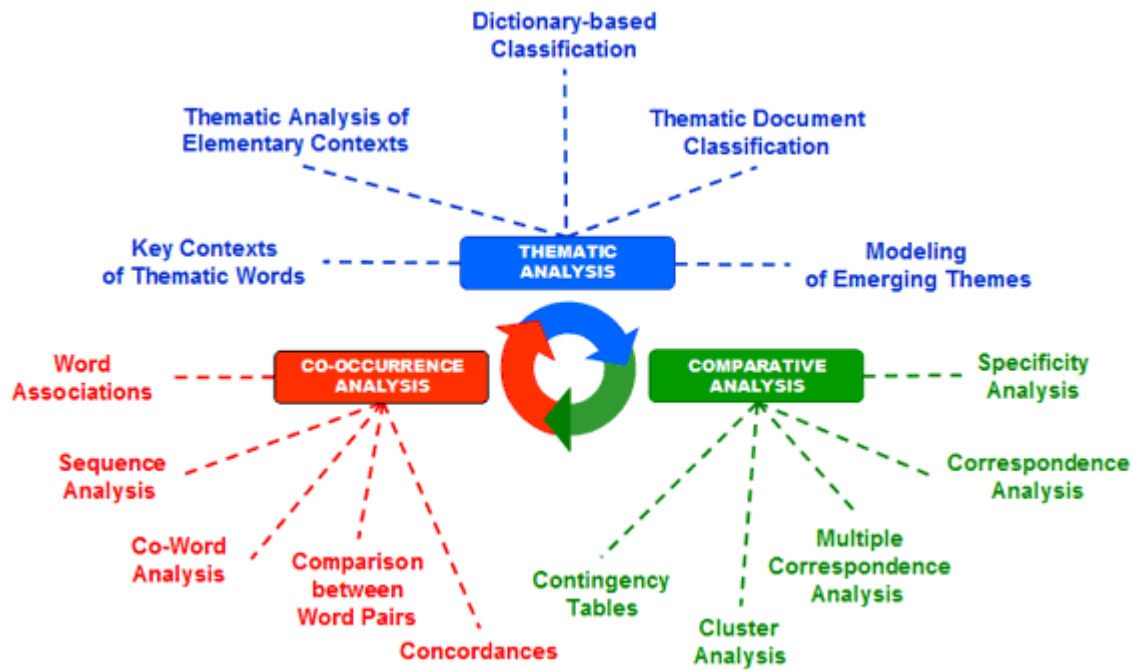 Dictionary-based
Classification
Thematic Analysis of
Elementary Contexts
Thematic Document
Classification
Key Contexts
of Thematic Words
THEMATIC
ANALYSIS
Modeling
of Emerging Themes
Word
Associations
CO-OCCURRENCE
ANALYSIS
COMPARATIVE
ANALYSIS
Specificity
Analysis
Sequence
Analysis
Correspondence
Analysis
Co-Word
Analysis
Comparison
between
Word Pairs
Concordances
Contingency
Tables
Cluster
Analysis
Multiple
Correspondence
Analysis